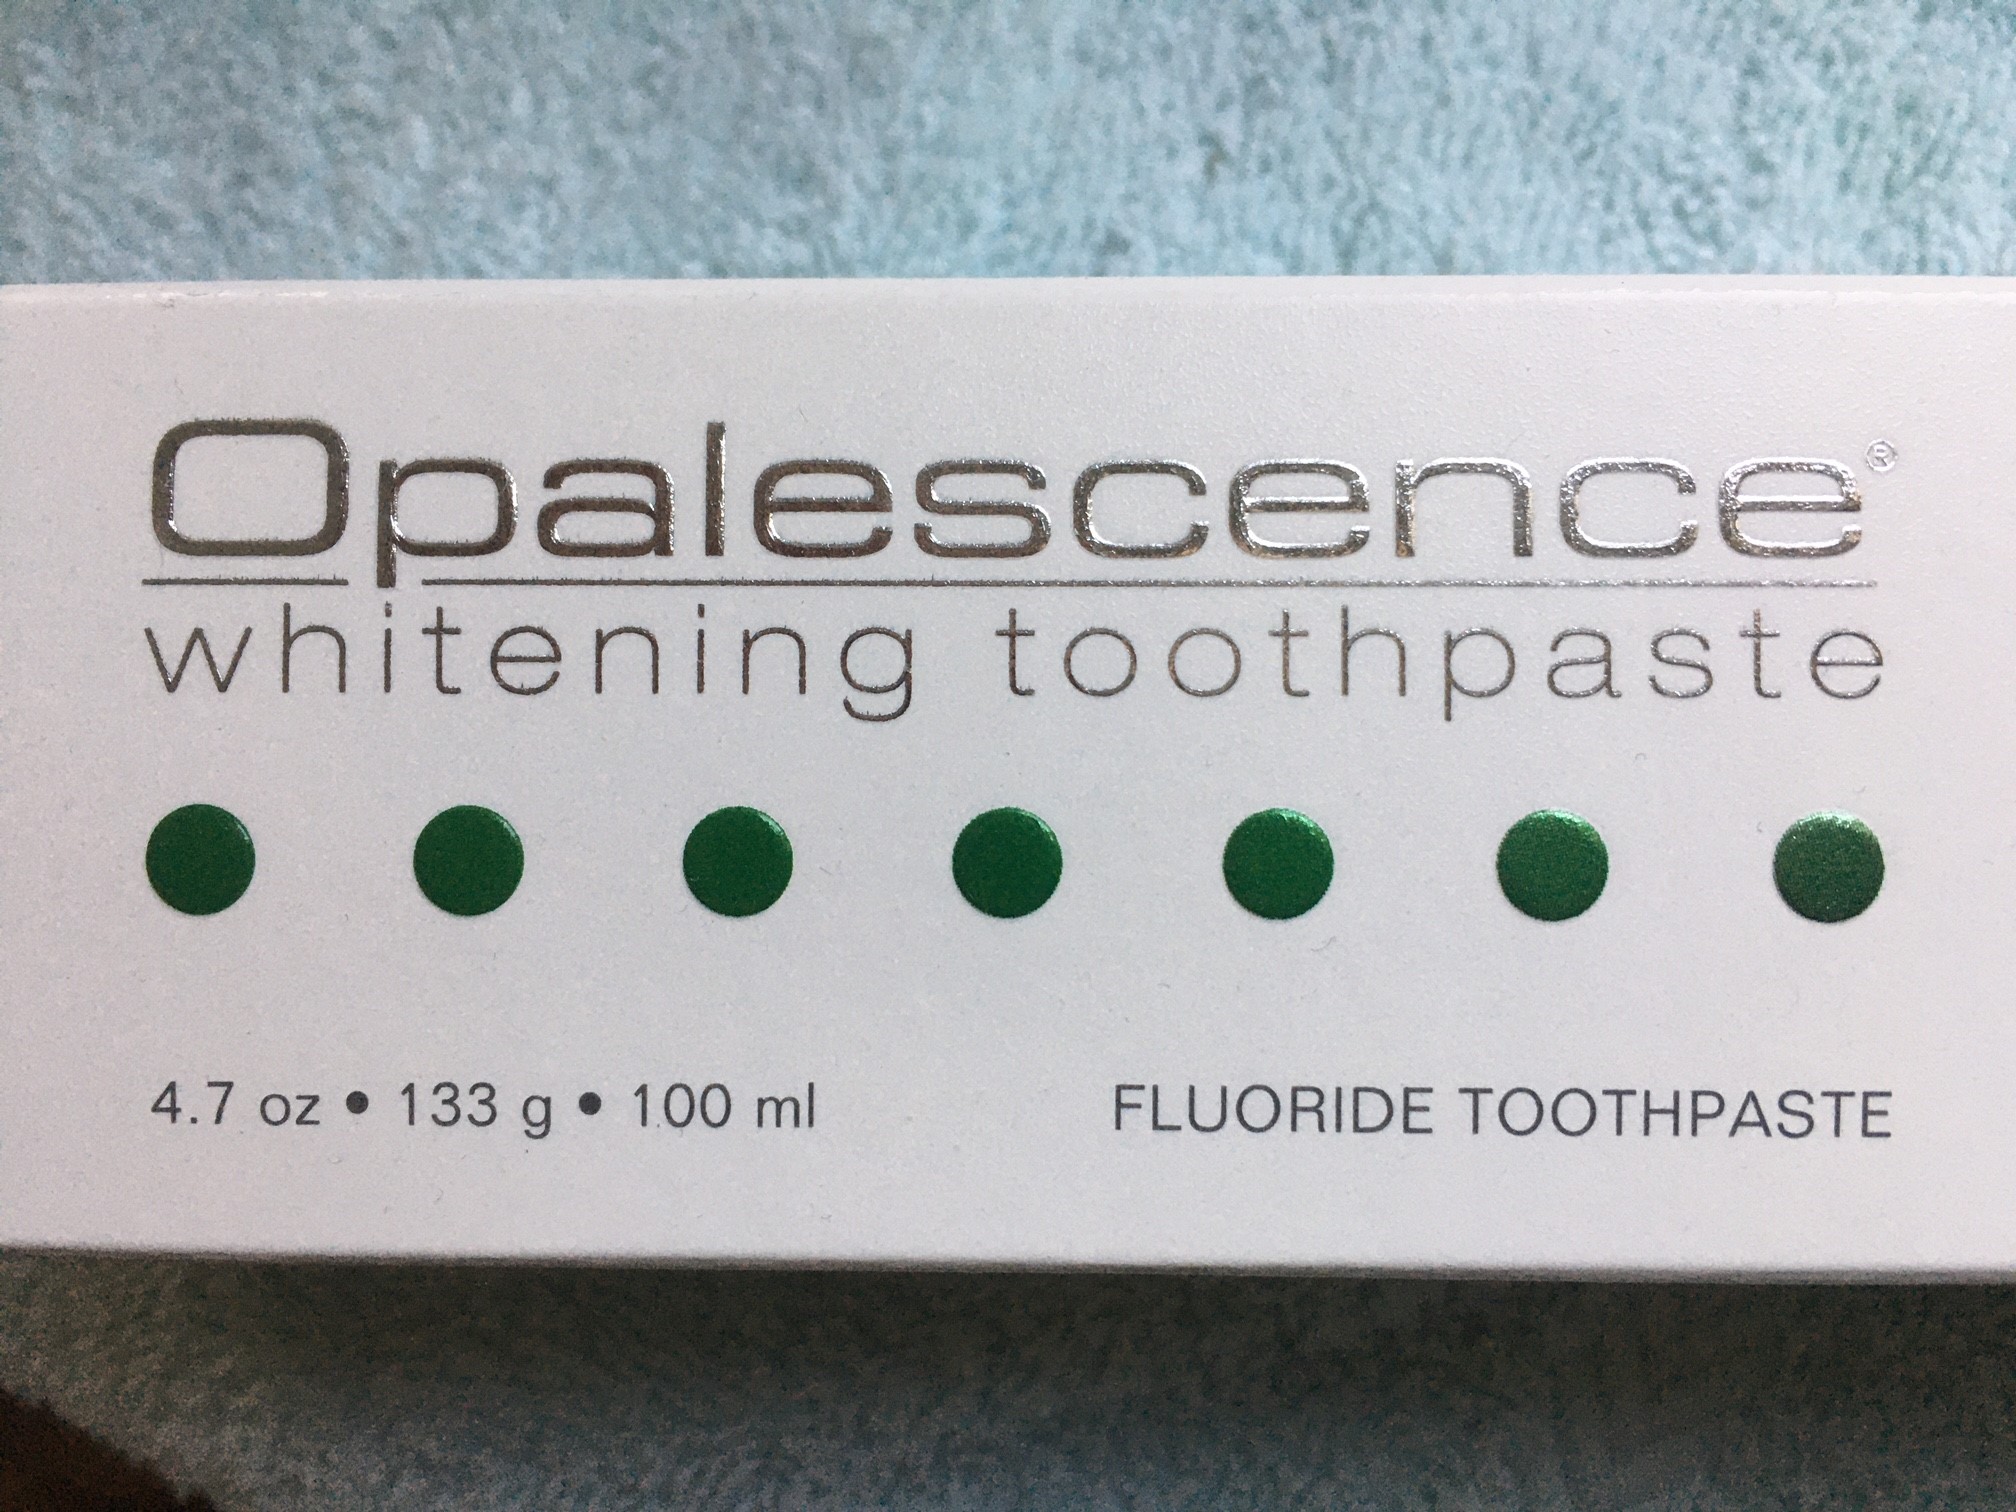 Opalescence®
whitening toothpaste
4.7 oz • 133 g • 100 ml
FLUORIDE TOOTHPASTE